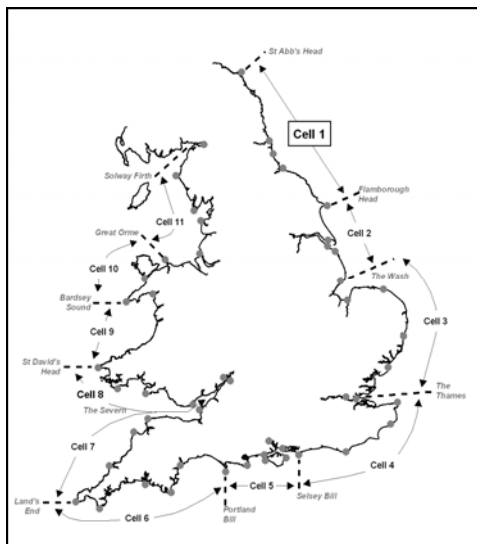 St Abb's Head
Cell 1
Solway Firth
Flamborough
Head
Great Orme
Cell 11
Cell 2
Cell 10
The Wash
Bardsey
Sound
Cell 9
Cell 3
St David's
Head
Cell 8
The
Thames
The Severn
Cell 7
Cell 4
Cell 5
Selsey Bill
Land's
End
Cell 6
Portland
Bill